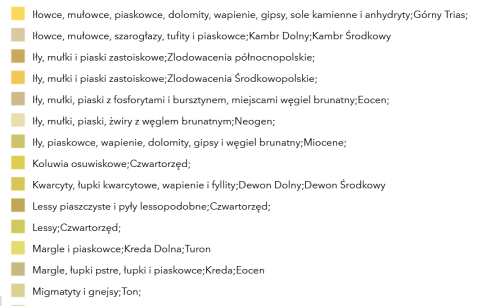 Iłowce, mułowce, piaskowce, dolomity, wapienie, gipsy, sole kamienne i anhydryty;Górny Trias;
Iłowce, mułowce, szarogłazy, tufity i piaskowce;Kambr Dolny;Kambr Środkowy
Iły, mułki i piaski zastoiskowe;Zlodowacenia północnopolskie;
Iły, mułki i piaski zastoiskowe;Zlodowacenia Środkowopolskie;
Iły, mułki, piaski z fosforytami i bursztynem, miejscami węgiel brunatny;Eocen;
Iły, mułki, piaski, żwiry z węglem brunatnym;Neogen;
Iły, piaskowce, wapienie, dolomity, gipsy i węgiel brunatny;Miocene;
Koluwia osuwiskowe;Czwartorzęd;
Kwarcyty, łupki kwarcytowe, wapienie i fyllity;Dewon Dolny;Dewon Środkowy
Lessy piaszczyste i pyły lessopodobne;Czwartorzęd;
Lessy;Czwartorzęd;
Margle i piaskowce;Kreda Dolna;Turon
Margle, łupki pstre, łupki i piaskowce;Kreda;Eocen
Migmatyty i gnejsy;Ton;